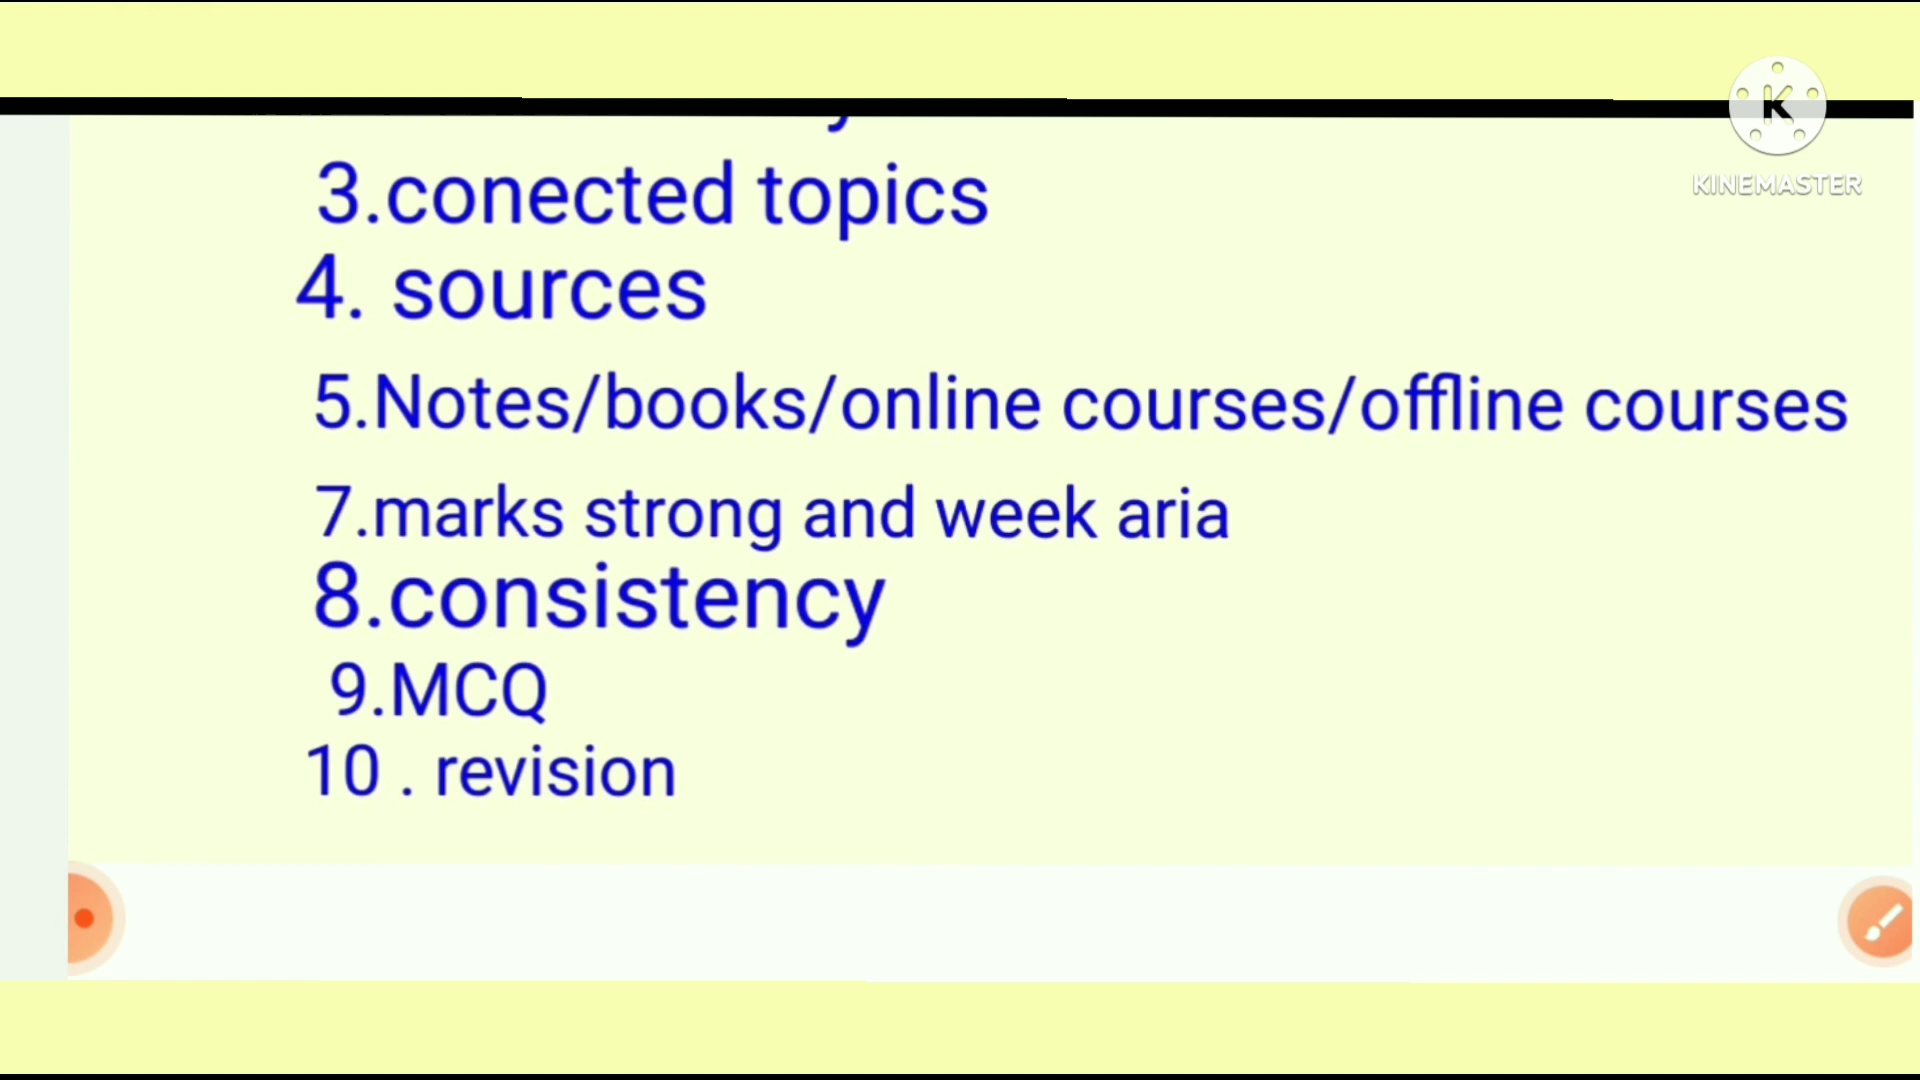 K
KINEMASTER
3.conected topics
4. sources
5.Notes/books/online courses/offline courses
7.marks strong and week aria
8.consistency
9.MCQ
10 . revision